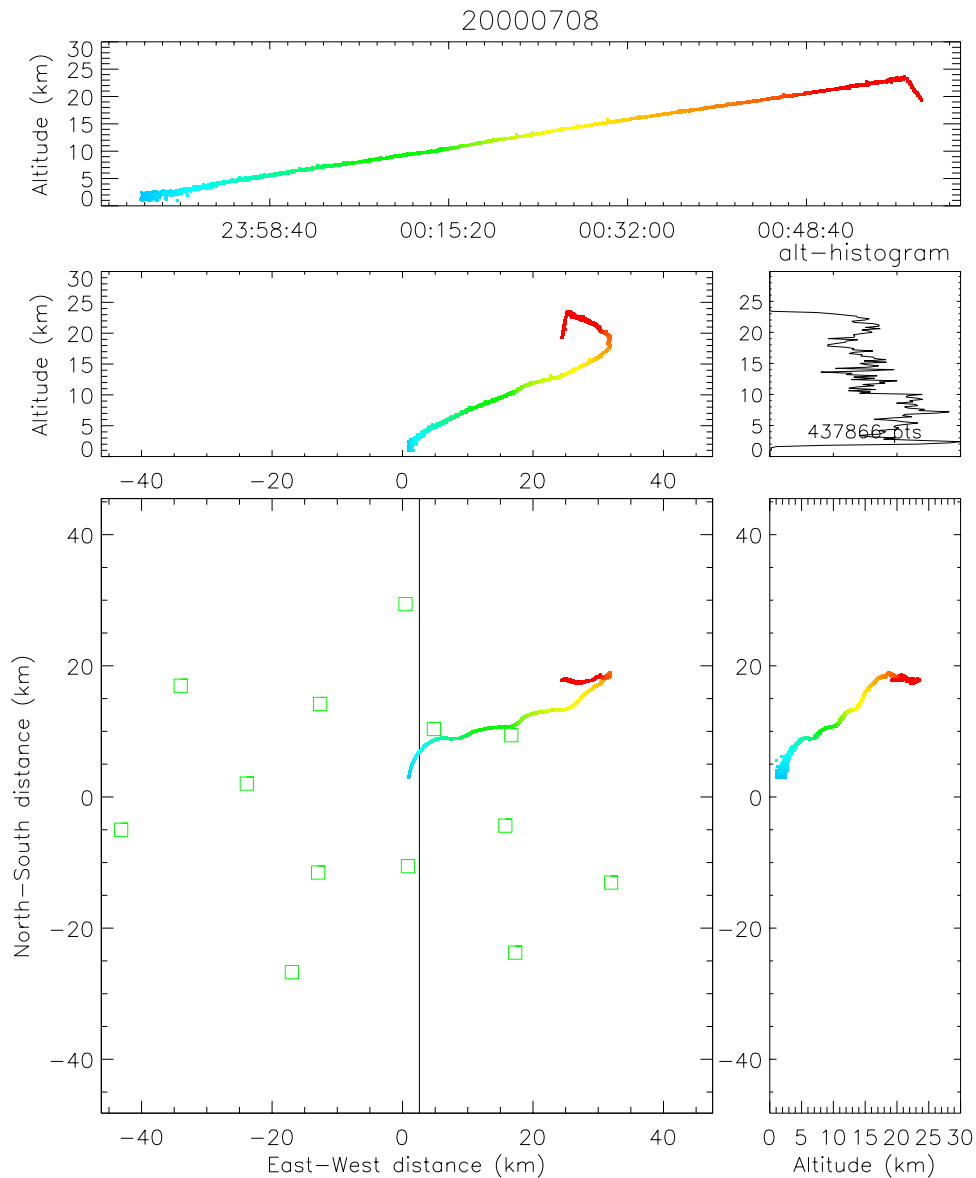 20000708
30
25
20
15
10
5
0
Altitude (km)
23:58:40 00:15:20 00:32:00 00:48:40
alt-histogram
30
25
20
15
10
5
0
Altitude (km)
-40 -20 0 20 40
25
20
15
10
5
0
437866 pts
40
20
0
-20
-40
North-South distance (km)
-40 -20 0 20 40
East-West distance (km)
40
20
0
-20
-40
0 5 10 15 20 25 30
Altitude (km)